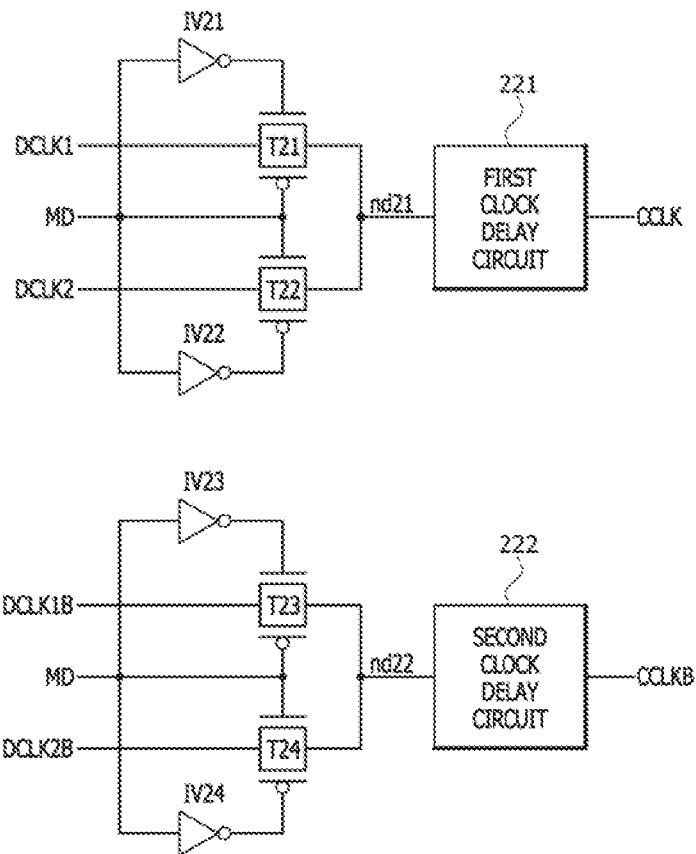 IV21
221
DCLK1
T21
FIRST
CLOCK
DELAY
CIRCUIT
MD
nd21
CCLK
DCLK2
T22
IV22
IV23
222
DCLK1B
T23
SECOND
CLOCK
DELAY
CIRCUIT
MD
nd22
CCLKB
DCLK2B
T24
IV24